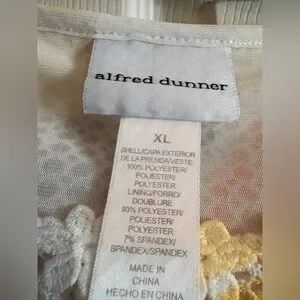 alfred dunner
XL
SHELL/CAPA EXTERIOR
DE LA PRENDA/VESTE
100% POLYESTER/
POLIESTER/
POLYESTER
LINING/FORRO/
DOUBLURE
93% POLYESTER/
POLIESTER/
POLYESTER
7% SPANDEX/
SPANDEX/SPANDEX
MADE IN
CHINA
HECHO EN CHINA